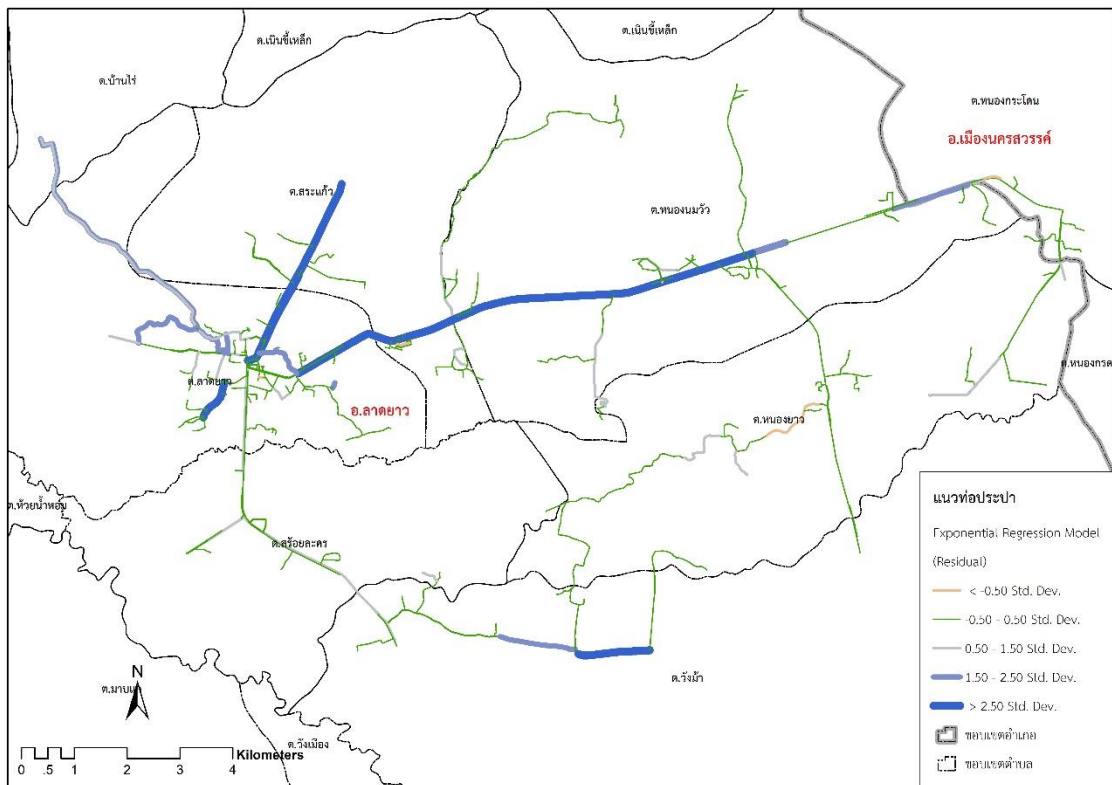 ต.เนินขี้เหล็ก
ต.เนินขี้เหล็ก
ต.บ้านไร่
ต.หนองกระโดน
อ.เมืองนครสวรรค์
ต.สระแก้ว
ต.หนองนมวัว
ต.หนองกรด
ต.ลาดยาว
อ.ลาดยาว
ต.หนองยาว
ต.ห้วยน้ำหอม
ต.สร้อยละคร
ต.วังม้า
ต.วังเมือง
N
Kilometers
0 .5 1 2 3 4
แนวท่อประปา
Exponential Regression Model
(Residual)
< -0.50 Std. Dev.
-0.50 - 0.50 Std. Dev.
0.50 - 1.50 Std. Dev.
1.50 - 2.50 Std. Dev.
> 2.50 Std. Dev.
ขอบเขตอำเภอ
ขอบเขตตำบล